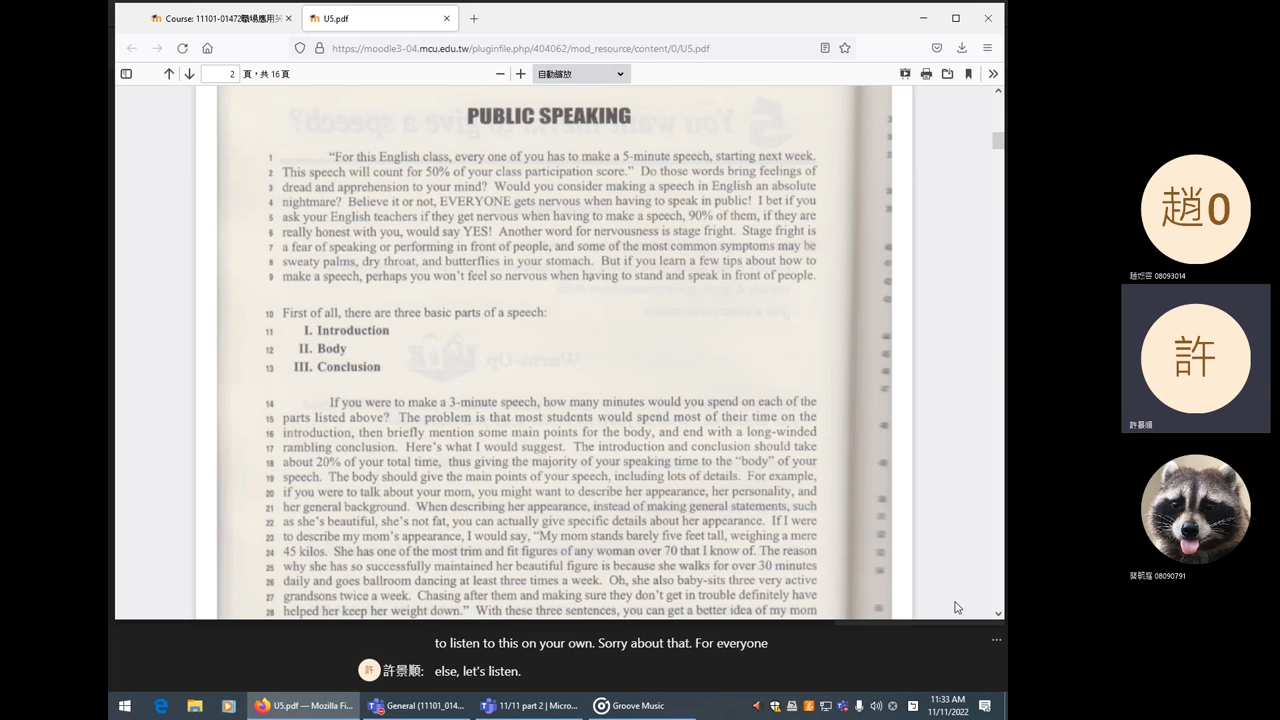 Course: 11101-01472職場應用英
U5.pdf
https://moodle3-04.mcu.edu.tw/pluginfile.php/404062/mod_resource/content/0/U5.pdf
2 頁，共 16 頁
自動縮放
PUBLIC SPEAKING
1 "For this English class, every one of you has to make a 5-minute speech, starting next week.
2 This speech will count for 50% of your class participation score." Do those words bring feelings of
3 dread and apprehension to your mind? Would you consider making a speech in English an absolute
4 nightmare? Believe it or not, EVERYONE gets nervous when having to speak in public! I bet if you
5 ask your English teachers if they get nervous when having to make a speech, 90% of them, if they are
6 really honest with you, would say YES! Another word for nervousness is stage fright. Stage fright is
7 a fear of speaking or performing in front of people, and some of the most common symptoms may be
8 sweaty palms, dry throat, and butterflies in your stomach. But if you learn a few tips about how to
9 make a speech, perhaps you won't feel so nervous when having to stand and speak in front of people.
10 First of all, there are three basic parts of a speech:
11 I. Introduction
12 II. Body
13 III. Conclusion
14 If you were to make a 3-minute speech, how many minutes would you spend on each of the
15 parts listed above? The problem is that most students would spend most of their time on the
16 introduction, then briefly mention some main points for the body, and end with a long-winded
17 rambling conclusion. Here's what I would suggest. The introduction and conclusion should take
18 about 20% of your total time, thus giving the majority of your speaking time to the "body" of your
19 speech. The body should give the main points of your speech, including lots of details. For example,
20 if you were to talk about your mom, you might want to describe her appearance, her personality, and
21 her general background. When describing her appearance, instead of making general statements, such
22 as she's beautiful, she's not fat, you can actually give specific details about her appearance. If I were
23 to describe my mom's appearance, I would say, "My mom stands barely five feet tall, weighing a mere
24 45 kilos. She has one of the most trim and fit figures of any woman over 70 that I know of. The reason
25 why she has so successfully maintained her beautiful figure is because she walks for over 30 minutes
26 daily and goes ballroom dancing at least three times a week. Oh, she also baby-sits three very active
27 grandsons twice a week. Chasing after them and making sure they don't get in trouble definitely have
28 helped her keep her weight down." With these three sentences, you can get a better idea of my mom
趙0
08093014
許
許景順
08090791
to listen to this on your own. Sorry about that. For everyone
許 許景順: else, let's listen.
U5.pdf — Mozilla Fi...
General (11101_014...
11/11 part 2 | Micro...
Groove Music
11:33 AM
11/11/2022